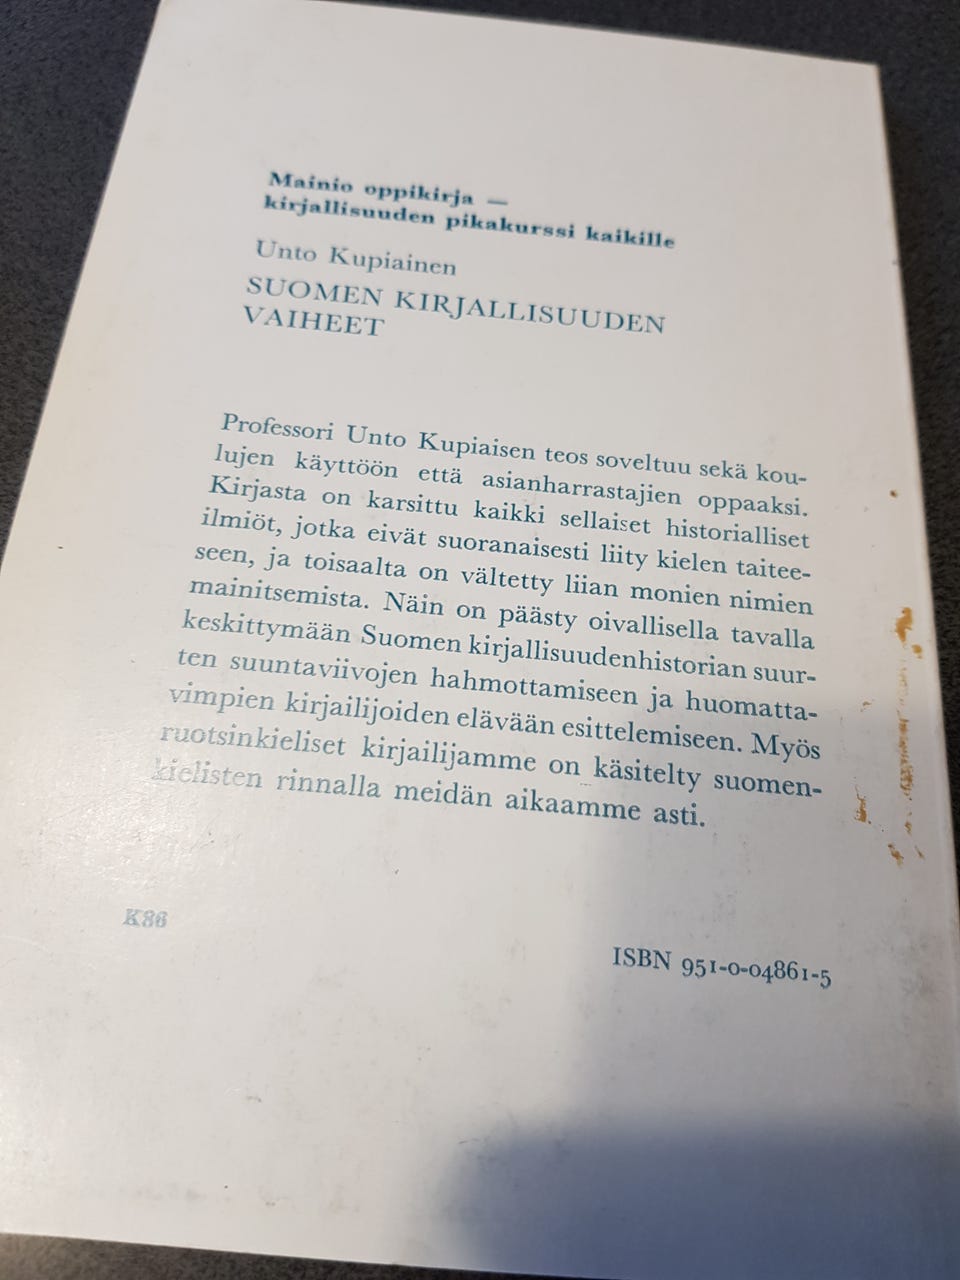 Mainio oppikirja —
kirjallisuuden pikakurssi kaikille
Unto Kupiainen
SUOMEN KIRJALLISUUDEN
VAIHEET
Professori Unto Kupiaisen teos soveltuu sekä kou-
lujen käyttöön että asianharrastajien oppaaksi.
Kirjasta on karsittu kaikki sellaiset historialliset
ilmiöt, jotka eivät suoranaisesti liity kielen taitee-
seen, ja toisaalta on vältetty liian monien nimien
mainitsemista. Näin on päästy oivallisella tavalla
keskittymään Suomen kirjallisuudenhistorian suur-
ten suuntaviivojen hahmottamiseen ja huomatta-
vimpien kirjailijoiden elävään esittelemiseen. Myös
ruotsinkieliset kirjailijamme on käsitelty suomen-
kielisten rinnalla meidän aikaamme asti.
K86
ISBN 951-0-04861-5